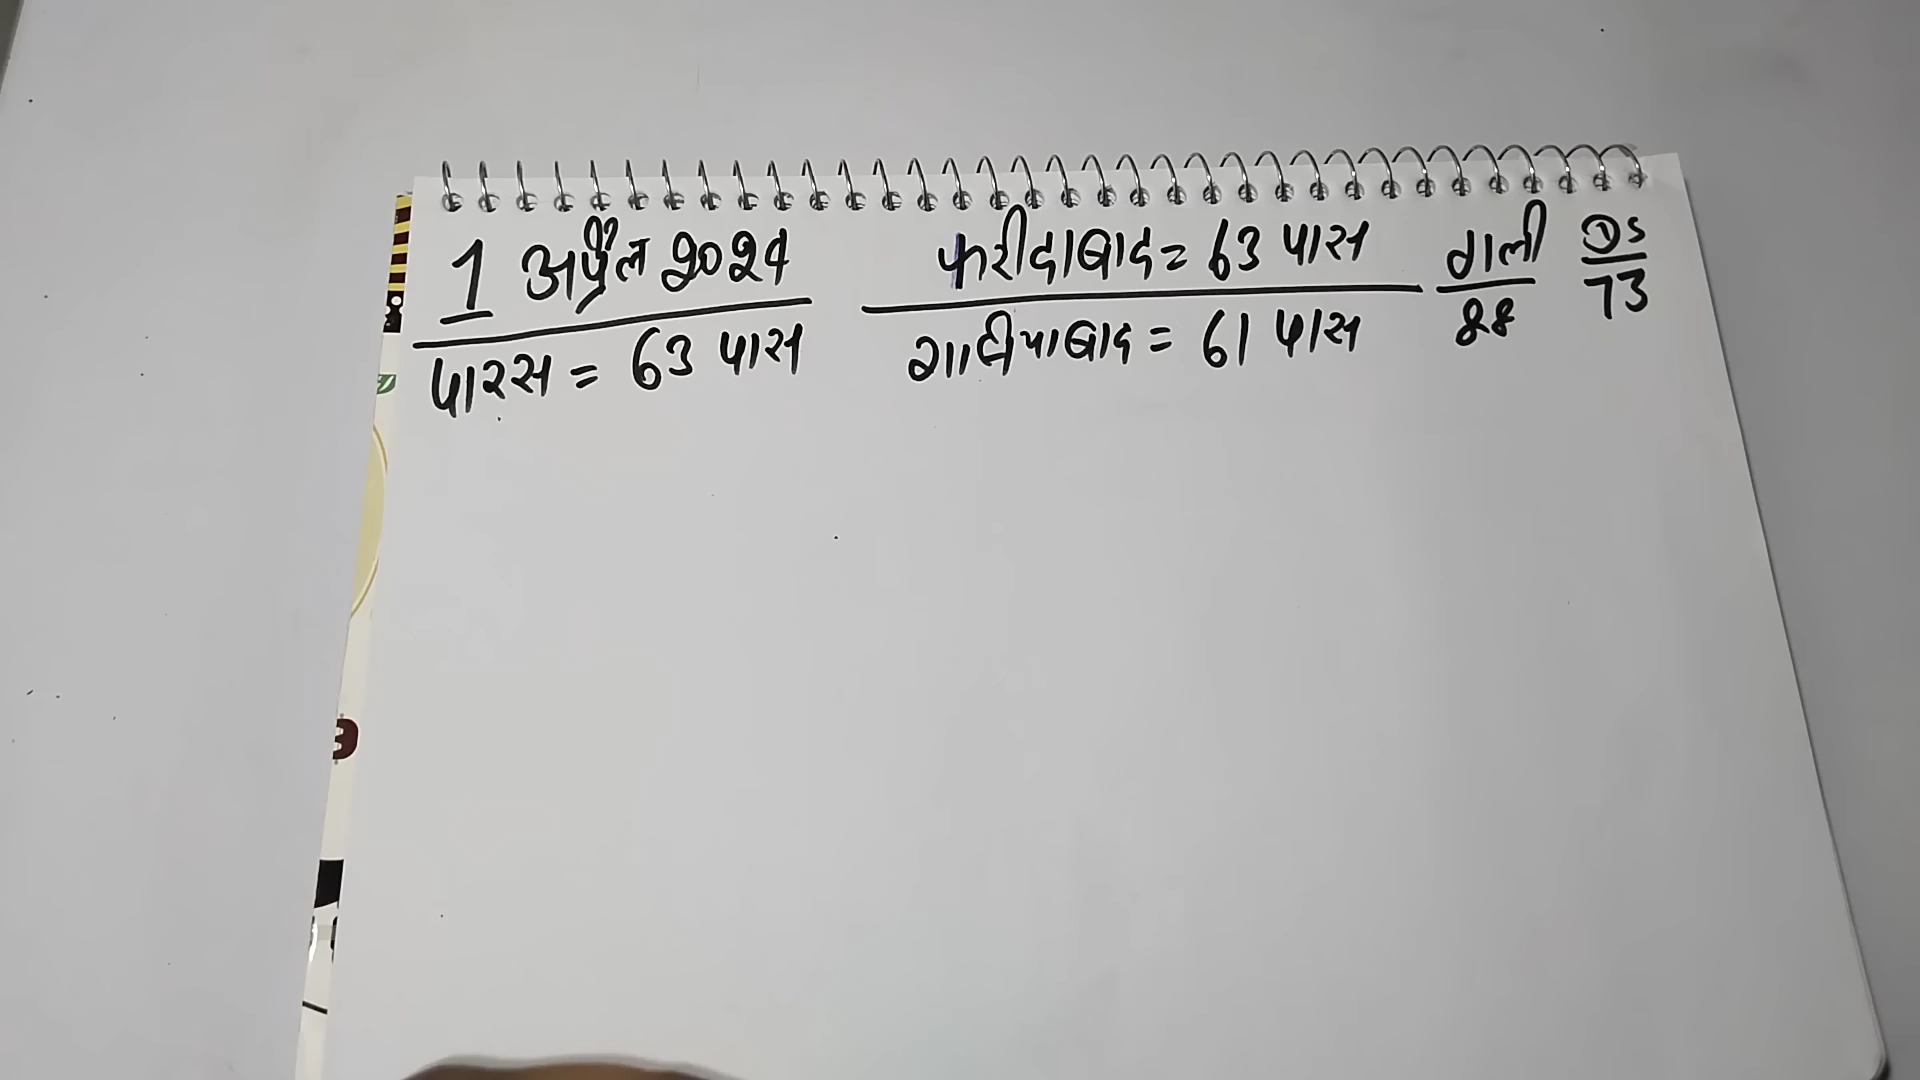 1 अप्रैल 2024
पारस = 63 पास
फरीदाबाद = 63 पास
गाजीयाबाद = 61 पास
गली
88
DS
73